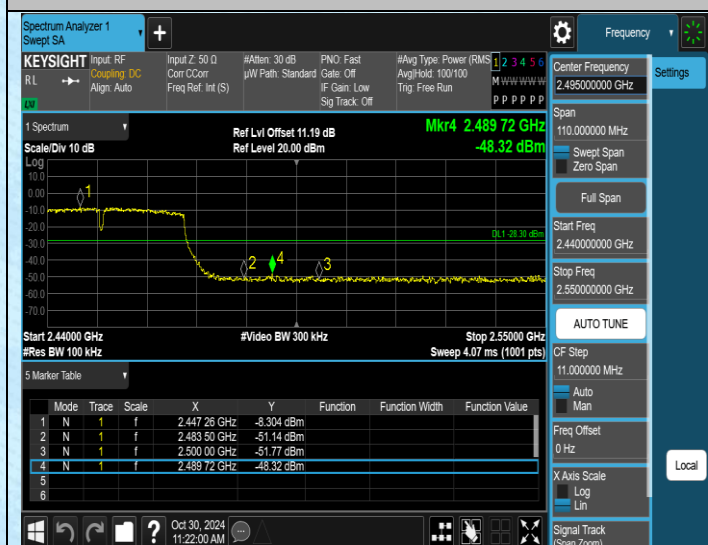 Spectrum Analyzer 1
Swept SA
+
Frequency
KEYSIGHT
RL
Input: RF
Coupling: DC
Align: Auto
Input Z: 50 Ω
Corr CCorr
Freq Ref: Int (S)
#Atten: 30 dB
µW Path: Standard
PNO: Fast
Gate: Off
IF Gain: Low
Sig Track: Off
#Avg Type: Power (RMS
Avg|Hold: 100/100
Trig: Free Run
1 2 3 4 5 6
M W W W W W
P P P P P P
1 Spectrum
Scale/Div 10 dB
Ref Lvl Offset 11.19 dB
Ref Level 20.00 dBm
Mkr4 2.489 72 GHz
-48.32 dBm
Log
10.0
0.00
-10.0
-20.0
-30.0
-40.0
-50.0
-60.0
-70.0
1
2
4
3
DL1 -28.30 dBm
Start 2.44000 GHz
#Res BW 100 kHz
#Video BW 300 kHz
Stop 2.55000 GHz
Sweep 4.07 ms (1001 pts)
5 Marker Table
Mode Trace Scale X Y Function Function Width Function Value
1 N 1 f 2.447 26 GHz -8.304 dBm
2 N 1 f 2.483 50 GHz -51.14 dBm
3 N 1 f 2.500 00 GHz -51.77 dBm
4 N 1 f 2.489 72 GHz -48.32 dBm
5
6
?
Oct 30, 2024
11:22:00 AM
Center Frequency
2.495000000 GHz
Settings
Span
110.000000 MHz
Swept Span
Zero Span
Full Span
Start Freq
2.440000000 GHz
Stop Freq
2.550000000 GHz
AUTO TUNE
CF Step
11.000000 MHz
Auto
Man
Freq Offset
0 Hz
X Axis Scale
Log
Lin
Local
Signal Track
(Span Zoom)